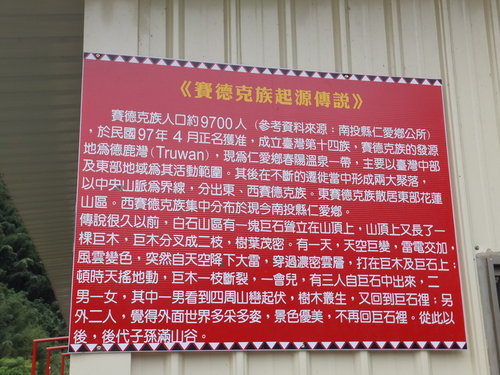 《賽德克族起源傳說》
賽德克族人口約9700人(參考資料來源：南投縣仁愛鄉公所)
，於民國97年4月正名獲准，成立臺灣第十四族，賽德克族的發源
地為德鹿灣(Truwan)，現為仁愛鄉春陽溫泉一帶，主要以臺灣中部
及東部地域為其活動範圍。其後在不斷的遷徙當中形成兩大聚落，
以中央山脈為界線，分出東、西賽德克族。東賽德克族散居東部花蓮
山區。西賽德克族集中分布於現今南投縣仁愛鄉。
傳說很久以前，白石山區有一塊巨石聳立在山頂上，山頂上又長了一
棵巨木，巨木分叉成二枝，樹葉茂密。有一天，天空巨變，雷電交加，
風雲變色，突然自天空降下大雷，穿過濃密雲層，打在巨木及巨石上；
頓時天搖地動，巨木一枝斷裂，一會兒，有三人自巨石中出來，二
男一女，其中一男看到四周山巒起伏，樹木叢生，又回到巨石裡；另
外二人，覺得外面世界多采多姿，景色優美，不再回巨石裡。從此以
後，後代子孫滿山谷。